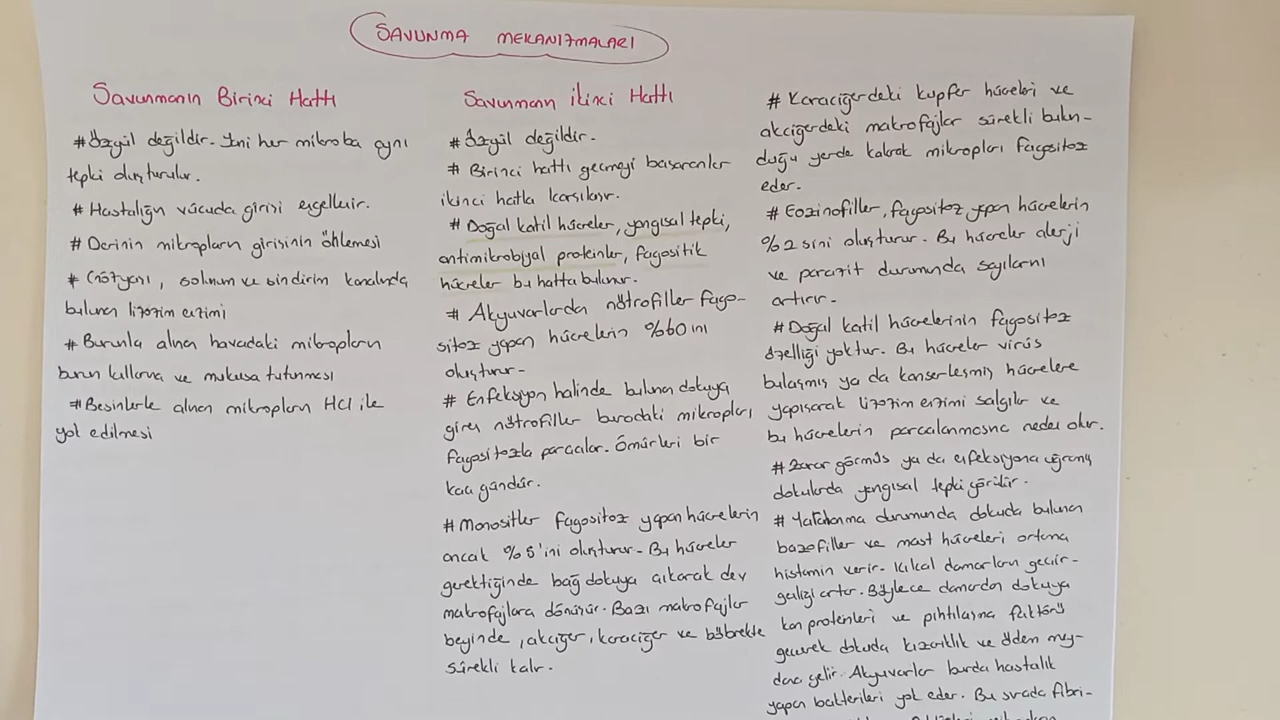 SAVUNMA MEKANIZMALARI
Savunmanın Birinci Hattı
# Özgül değildir. Yani her mikroba aynı
tepki oluşturulur.
# Hastalığın vücuda girişi engellenir.
# Derinin mikropların girişinin önlemesi
# Gözyaşı, solunum ve sindirim kanalında
bulunan lizozim enzimi
# Burunla alınan havadaki mikropların
burun kıllarına ve mukusa tutunması
# Besinlerle alınan mikropların HCl ile
yok edilmesi
Savunmanın İkinci Hattı
# Özgül değildir.
# Birinci hattı geçmeyi başaranlar
ikinci hatla karşılaşır.
# Doğal katil hücreler, yangısal tepki,
antimikrobiyal proteinler, fagositik
hücreler bu hatta bulunur.
# Akyuvarlardan nötrofiller fago-
sitoz yapan hücrelerin %60 ını
oluşturur.
# Enfeksiyon halinde bulunan dokuya
giren nötrofiller buradaki mikropları
fagositozla parçalar. Ömürleri bir
kaç gündür.
# Monositler fagositoz yapan hücrelerin
ancak %5'ini oluşturur. Bu hücreler
gerektiğinde bağ dokuya çıkarak dev
makrofajlara dönüşür. Bazı makrofajlar
beyinde, akciğer, karaciğer ve böbrekte
sürekli kalır.
# Karaciğerdeki kupfer hücreleri ve
akciğerdeki makrofajlar sürekli bulun-
duğu yerde kalarak mikropları fagositoz
eder.
# Eozinofiller, fagositoz yapan hücrelerin
%2 sini oluşturur. Bu hücreler alerji
ve parazit durumunda sayılarını
artırır.
# Doğal katil hücrelerinin fagositoz
özelliği yoktur. Bu hücreler virüs
bulaşmış ya da kanserleşmiş hücrelere
yapışarak lizozim enzimi salgılar ve
bu hücrelerin parçalanmasına neden olur.
# Zarar görmüş ya da enfeksiyona uğramış
dokularda yangısal tepki görülür.
# Yaralanma durumunda dokuda bulunan
bazofiller ve mast hücreleri ortama
histamin verir. Kılcal damarların geçir-
genliği artar. Böylece damardan dokuya
kan proteinleri ve pıhtılaşma faktörü
geçerek dokuda kızarıklık ve ödem mey-
dana gelir. Akyuvarlar burda hastalık
yapan bakterileri yok eder. Bu sırada fibri-